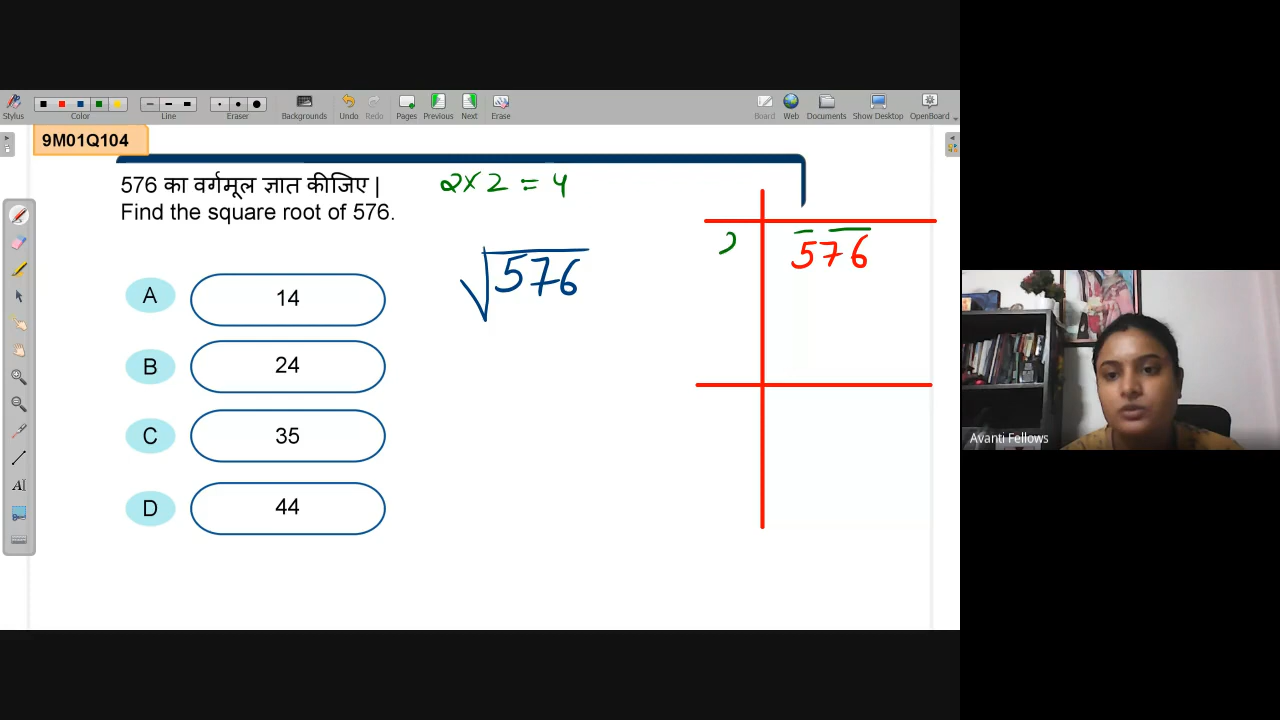 Stylus
Color
Line
Eraser
Backgrounds
Undo
Redo
Pages
Previous
Next
Erase
Board
Web
Documents
Show Desktop
OpenBoard
9M01Q104
576 का वर्गमूल ज्ञात कीजिए |
2 x 2 = 4
Find the square root of 576.
576
√576
A 14
B 24
C 35
D 44
Avanti Fellows